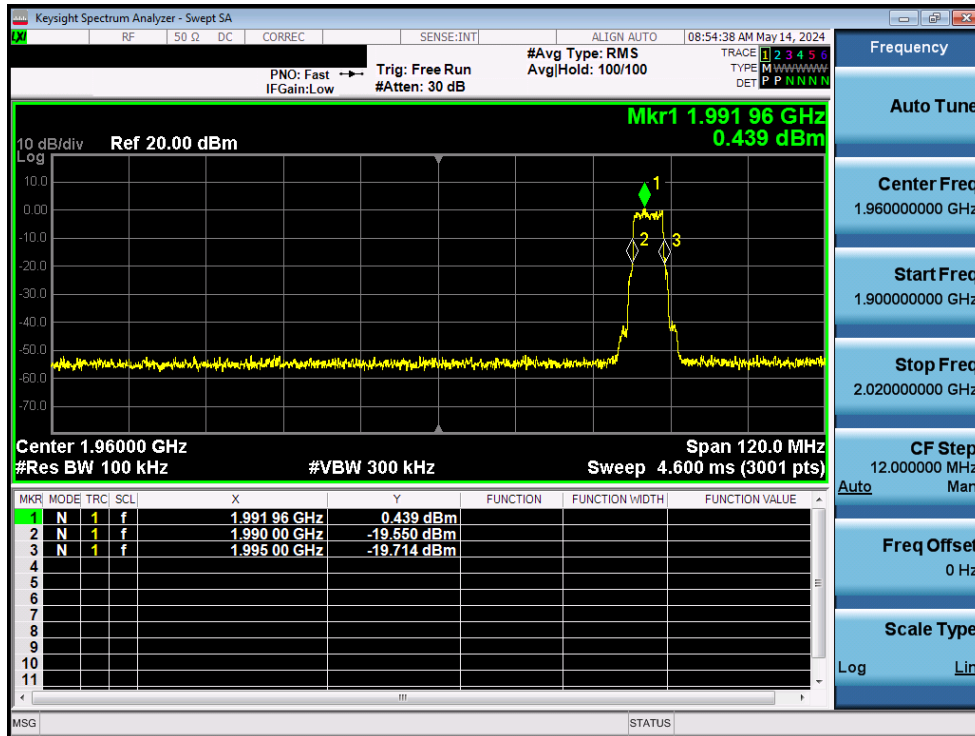 Keysight Spectrum Analyzer - Swept SA
LXI RF 50 Ω DC CORREC SENSE:INT ALIGN AUTO 08:54:38 AM May 14, 2024
PNO: Fast
IFGain:Low
Trig: Free Run
#Atten: 30 dB
#Avg Type: RMS
Avg|Hold: 100/100
TRACE 1 2 3 4 5 6
TYPE M WWWWW
DET P P N N N N
Mkr1 1.991 96 GHz
0.439 dBm
10 dB/div Ref 20.00 dBm
Log
10.0
0.00
-10.0
-20.0
-30.0
-40.0
-50.0
-60.0
-70.0
1
2 3
Center 1.96000 GHz Span 120.0 MHz
#Res BW 100 kHz #VBW 300 kHz Sweep 4.600 ms (3001 pts)
MKR MODE TRC SCL X Y FUNCTION FUNCTION WIDTH FUNCTION VALUE
1 N 1 f 1.991 96 GHz 0.439 dBm
2 N 1 f 1.990 00 GHz -19.550 dBm
3 N 1 f 1.995 00 GHz -19.714 dBm
4
5
6
7
8
9
10
11
MSG STATUS
Frequency
Auto Tune
Center Freq
1.960000000 GHz
Start Freq
1.900000000 GHz
Stop Freq
2.020000000 GHz
CF Step
12.000000 MHz
Auto Man
Freq Offset
0 Hz
Scale Type
Log Lin